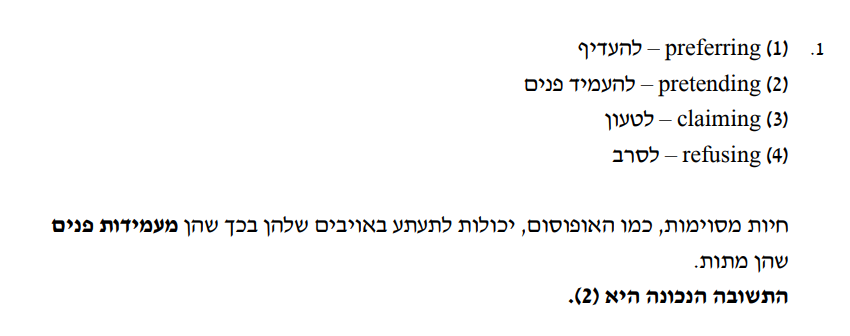 1. (1) preferring – להעדיף
(2) pretending – להעמיד פנים
(3) claiming – לטעון
(4) refusing – לסרב
חיות מסוימות, כמו האופוסום, יכולות לתעתע באויבים שלהן בכך שהן מעמידות פנים
שהן מתות.
התשובה הנכונה היא (2).